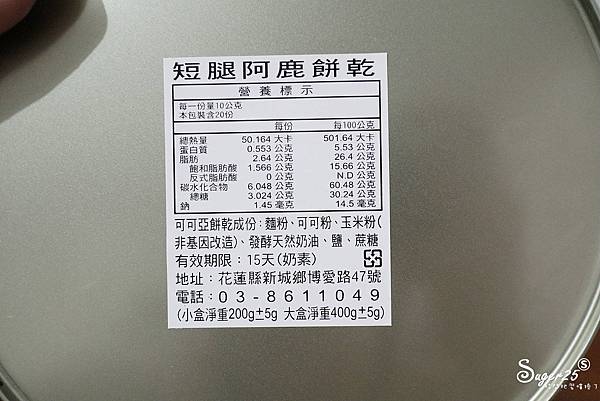 短腿阿鹿餅乾
營養標示
每一份量10公克
本包裝含20份
每份 每100公克
總熱量 50.164 大卡 501.64 大卡
蛋白質 0.553 公克 5.53 公克
脂肪 2.64 公克 26.4 公克
飽和脂肪酸 1.566 公克 15.66 公克
反式脂肪酸 0 公克 N.D 公克
碳水化合物 6.048 公克 60.48 公克
總糖 3.024 公克 30.24 公克
鈉 1.45 毫克 14.5 毫克
可可亞餅乾成份：麵粉、可可粉、玉米粉(
非基因改造)、發酵天然奶油、鹽、蔗糖
有效期限：15天(奶素)
地址：花蓮縣新城鄉博愛路47號
電話：03-8611049
(小盒淨重200g±5g 大盒淨重400g±5g)
Suger25 S